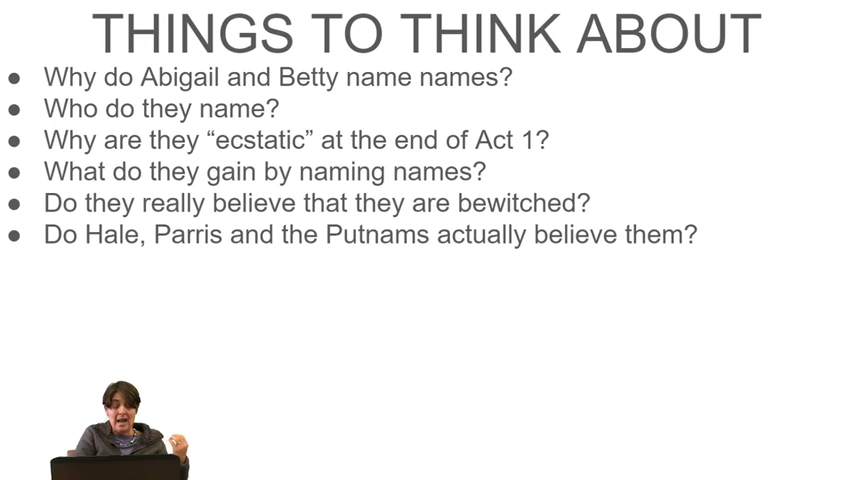 THINGS TO THINK ABOUT
● Why do Abigail and Betty name names?
● Who do they name?
● Why are they “ecstatic” at the end of Act 1?
● What do they gain by naming names?
● Do they really believe that they are bewitched?
● Do Hale, Parris and the Putnams actually believe them?